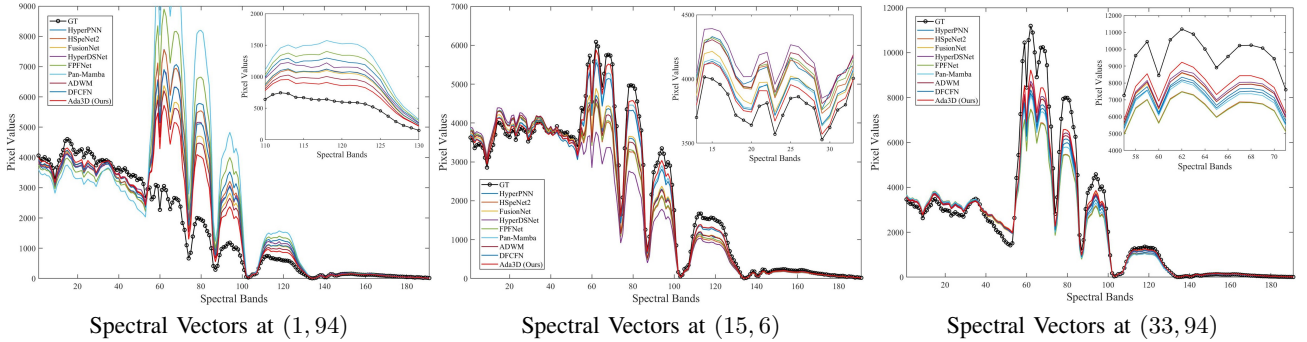 9000
8000
7000
6000
5000
4000
3000
2000
1000
0
Pixel Values
20 40 60 80 100 120 140 160 180
Spectral Bands
GT
HyperPNN
HSpeNet2
FusionNet
HyperDSNet
FPFNet
Pan-Mamba
ADWM
DFCFN
Ada3D (Ours)
2000
1500
1000
500
0
Pixel Values
110 115 120 125 130
Spectral Bands
Spectral Vectors at (1, 94)
7000
6000
5000
4000
3000
2000
1000
0
Pixel Values
20 40 60 80 100 120 140 160 180
Spectral Bands
GT
HyperPNN
HSpeNet2
FusionNet
HyperDSNet
FPFNet
Pan-Mamba
ADWM
DFCFN
Ada3D (Ours)
4500
4000
3500
Pixel Values
15 20 25 30
Spectral Bands
Spectral Vectors at (15, 6)
12000
10000
8000
6000
4000
2000
0
Pixel Values
20 40 60 80 100 120 140 160 180
Spectral Bands
GT
HyperPNN
HSpeNet2
FusionNet
HyperDSNet
FPFNet
Pan-Mamba
ADWM
DFCFN
Ada3D (Ours)
12000
11000
10000
9000
8000
7000
6000
5000
4000
Pixel Values
58 60 62 64 66 68 70
Spectral Bands
Spectral Vectors at (33, 94)